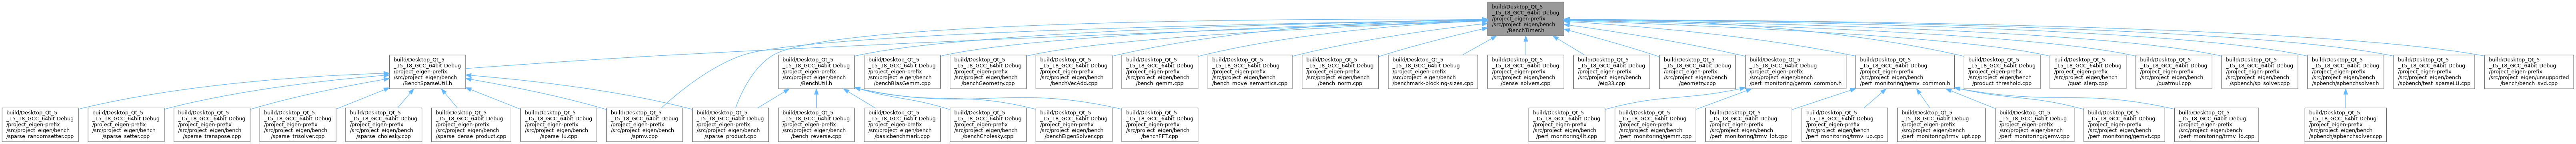 build/Desktop_Qt_5
_15_18_GCC_64bit-Debug
/project_eigen-prefix
/src/project_eigen/bench
/BenchTimer.h
build/Desktop_Qt_5
_15_18_GCC_64bit-Debug
/project_eigen-prefix
/src/project_eigen/bench
/BenchSparseUtil.h
build/Desktop_Qt_5
_15_18_GCC_64bit-Debug
/project_eigen-prefix
/src/project_eigen/bench
/BenchUtil.h
build/Desktop_Qt_5
_15_18_GCC_64bit-Debug
/project_eigen-prefix
/src/project_eigen/bench
/benchBlasGemm.cpp
build/Desktop_Qt_5
_15_18_GCC_64bit-Debug
/project_eigen-prefix
/src/project_eigen/bench
/benchGeometry.cpp
build/Desktop_Qt_5
_15_18_GCC_64bit-Debug
/project_eigen-prefix
/src/project_eigen/bench
/benchVecAdd.cpp
build/Desktop_Qt_5
_15_18_GCC_64bit-Debug
/project_eigen-prefix
/src/project_eigen/bench
/bench_gemm.cpp
build/Desktop_Qt_5
_15_18_GCC_64bit-Debug
/project_eigen-prefix
/src/project_eigen/bench
/bench_move_semantics.cpp
build/Desktop_Qt_5
_15_18_GCC_64bit-Debug
/project_eigen-prefix
/src/project_eigen/bench
/bench_norm.cpp
build/Desktop_Qt_5
_15_18_GCC_64bit-Debug
/project_eigen-prefix
/src/project_eigen/bench
/benchmark-blocking-sizes.cpp
build/Desktop_Qt_5
_15_18_GCC_64bit-Debug
/project_eigen-prefix
/src/project_eigen/bench
/dense_solvers.cpp
build/Desktop_Qt_5
_15_18_GCC_64bit-Debug
/project_eigen-prefix
/src/project_eigen/bench
/eig33.cpp
build/Desktop_Qt_5
_15_18_GCC_64bit-Debug
/project_eigen-prefix
/src/project_eigen/bench
/geometry.cpp
build/Desktop_Qt_5
_15_18_GCC_64bit-Debug
/project_eigen-prefix
/src/project_eigen/bench
/perf_monitoring/gemm_common.h
build/Desktop_Qt_5
_15_18_GCC_64bit-Debug
/project_eigen-prefix
/src/project_eigen/bench
/perf_monitoring/gemv_common.h
build/Desktop_Qt_5
_15_18_GCC_64bit-Debug
/project_eigen-prefix
/src/project_eigen/bench
/product_threshold.cpp
build/Desktop_Qt_5
_15_18_GCC_64bit-Debug
/project_eigen-prefix
/src/project_eigen/bench
/quat_slerp.cpp
build/Desktop_Qt_5
_15_18_GCC_64bit-Debug
/project_eigen-prefix
/src/project_eigen/bench
/quatmul.cpp
build/Desktop_Qt_5
_15_18_GCC_64bit-Debug
/project_eigen-prefix
/src/project_eigen/bench
/spbench/sp_solver.cpp
build/Desktop_Qt_5
_15_18_GCC_64bit-Debug
/project_eigen-prefix
/src/project_eigen/bench
/spbench/spbenchsolver.h
build/Desktop_Qt_5
_15_18_GCC_64bit-Debug
/project_eigen-prefix
/src/project_eigen/bench
/spbench/test_sparseLU.cpp
build/Desktop_Qt_5
_15_18_GCC_64bit-Debug
/project_eigen-prefix
/src/project_eigen/unsupported
/bench/bench_svd.cpp
build/Desktop_Qt_5
_15_18_GCC_64bit-Debug
/project_eigen-prefix
/src/project_eigen/bench
/sparse_randomsetter.cpp
build/Desktop_Qt_5
_15_18_GCC_64bit-Debug
/project_eigen-prefix
/src/project_eigen/bench
/sparse_setter.cpp
build/Desktop_Qt_5
_15_18_GCC_64bit-Debug
/project_eigen-prefix
/src/project_eigen/bench
/sparse_transpose.cpp
build/Desktop_Qt_5
_15_18_GCC_64bit-Debug
/project_eigen-prefix
/src/project_eigen/bench
/sparse_trisolver.cpp
build/Desktop_Qt_5
_15_18_GCC_64bit-Debug
/project_eigen-prefix
/src/project_eigen/bench
/sparse_cholesky.cpp
build/Desktop_Qt_5
_15_18_GCC_64bit-Debug
/project_eigen-prefix
/src/project_eigen/bench
/sparse_dense_product.cpp
build/Desktop_Qt_5
_15_18_GCC_64bit-Debug
/project_eigen-prefix
/src/project_eigen/bench
/sparse_lu.cpp
build/Desktop_Qt_5
_15_18_GCC_64bit-Debug
/project_eigen-prefix
/src/project_eigen/bench
/spmv.cpp
build/Desktop_Qt_5
_15_18_GCC_64bit-Debug
/project_eigen-prefix
/src/project_eigen/bench
/sparse_product.cpp
build/Desktop_Qt_5
_15_18_GCC_64bit-Debug
/project_eigen-prefix
/src/project_eigen/bench
/bench_reverse.cpp
build/Desktop_Qt_5
_15_18_GCC_64bit-Debug
/project_eigen-prefix
/src/project_eigen/bench
/basicbenchmark.cpp
build/Desktop_Qt_5
_15_18_GCC_64bit-Debug
/project_eigen-prefix
/src/project_eigen/bench
/benchCholesky.cpp
build/Desktop_Qt_5
_15_18_GCC_64bit-Debug
/project_eigen-prefix
/src/project_eigen/bench
/benchEigenSolver.cpp
build/Desktop_Qt_5
_15_18_GCC_64bit-Debug
/project_eigen-prefix
/src/project_eigen/bench
/benchFFT.cpp
build/Desktop_Qt_5
_15_18_GCC_64bit-Debug
/project_eigen-prefix
/src/project_eigen/bench
/perf_monitoring/llt.cpp
build/Desktop_Qt_5
_15_18_GCC_64bit-Debug
/project_eigen-prefix
/src/project_eigen/bench
/perf_monitoring/gemm.cpp
build/Desktop_Qt_5
_15_18_GCC_64bit-Debug
/project_eigen-prefix
/src/project_eigen/bench
/perf_monitoring/trmv_lot.cpp
build/Desktop_Qt_5
_15_18_GCC_64bit-Debug
/project_eigen-prefix
/src/project_eigen/bench
/perf_monitoring/trmv_up.cpp
build/Desktop_Qt_5
_15_18_GCC_64bit-Debug
/project_eigen-prefix
/src/project_eigen/bench
/perf_monitoring/trmv_upt.cpp
build/Desktop_Qt_5
_15_18_GCC_64bit-Debug
/project_eigen-prefix
/src/project_eigen/bench
/perf_monitoring/gemv.cpp
build/Desktop_Qt_5
_15_18_GCC_64bit-Debug
/project_eigen-prefix
/src/project_eigen/bench
/perf_monitoring/gemvt.cpp
build/Desktop_Qt_5
_15_18_GCC_64bit-Debug
/project_eigen-prefix
/src/project_eigen/bench
/perf_monitoring/trmv_lo.cpp
build/Desktop_Qt_5
_15_18_GCC_64bit-Debug
/project_eigen-prefix
/src/project_eigen/bench
/spbench/spbenchsolver.cpp